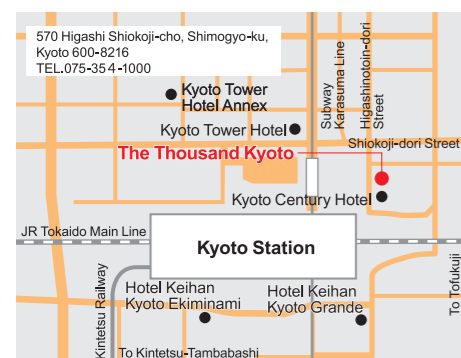 570 Higashi Shiokoji-cho, Shimogyo-ku,
Kyoto 600-8216
TEL.075-354-1000
Kyoto Tower
Hotel Annex
Kyoto Tower Hotel
Subway
Karasuma Line
Higashinotoin-dori
Street
Shiokoji-dori Street
The Thousand Kyoto
Kyoto Century Hotel
JR Tokaido Main Line
Kyoto Station
Kintetsu Railway
Hotel Keihan
Kyoto Ekiminami
Hotel Keihan
Kyoto Grande
To Tofukuji
To Kintetsu-Tambabashi